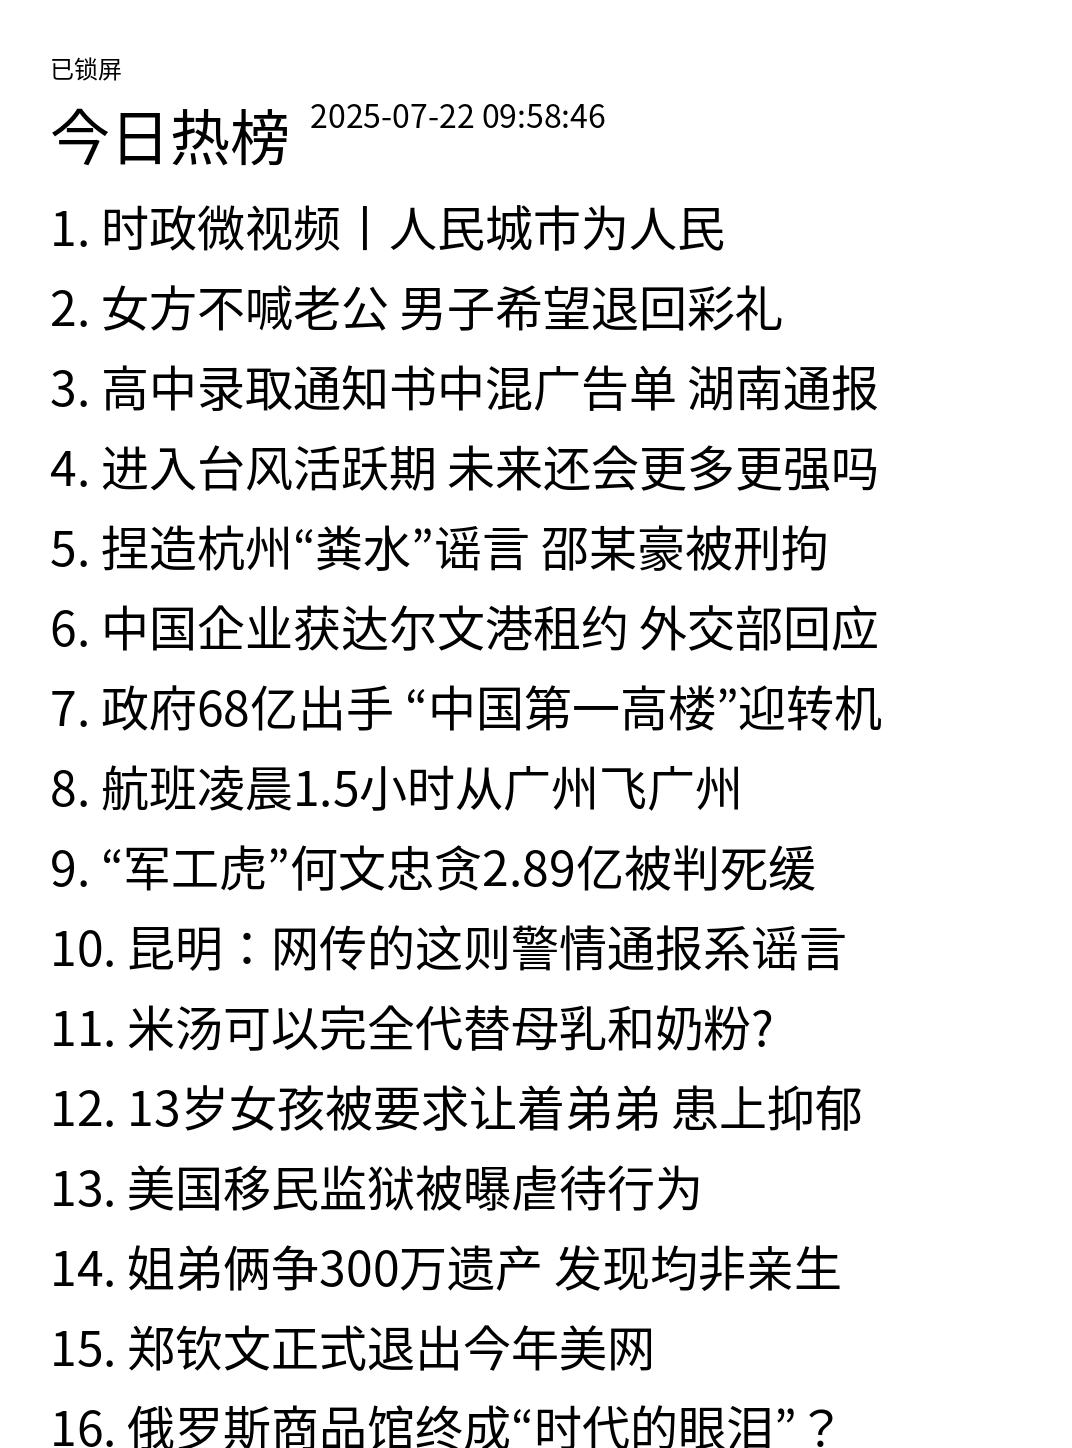 已锁屏
今日热榜 2025-07-22 09:58:46
1. 时政微视频丨人民城市为人民
2. 女方不喊老公 男子希望退回彩礼
3. 高中录取通知书中混广告单 湖南通报
4. 进入台风活跃期 未来还会更多更强吗
5. 捏造杭州“粪水”谣言 邵某豪被刑拘
6. 中国企业获达尔文港租约 外交部回应
7. 政府68亿出手 “中国第一高楼”迎转机
8. 航班凌晨1.5小时从广州飞广州
9. “军工虎”何文忠贪2.89亿被判死缓
10. 昆明：网传的这则警情通报系谣言
11. 米汤可以完全代替母乳和奶粉?
12. 13岁女孩被要求让着弟弟 患上抑郁
13. 美国移民监狱被曝虐待行为
14. 姐弟俩争300万遗产 发现均非亲生
15. 郑钦文正式退出今年美网
16. 俄罗斯商品馆终成“时代的眼泪”？